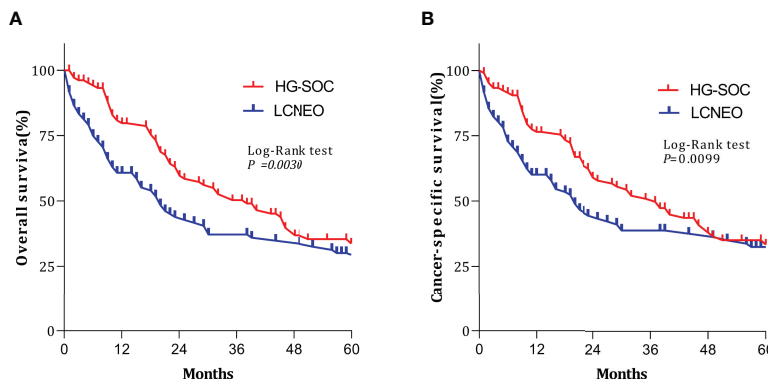 A
Overall surviva(%)
100
75
50
25
0
0 12 24 36 48 60
Months
HG-SOC
LCNEO
Log-Rank test
P =0.0030
B
Cancer-specific survival(%)
100
75
50
25
0
0 12 24 36 48 60
Months
HG-SOC
LCNEO
Log-Rank test
P=0.0099